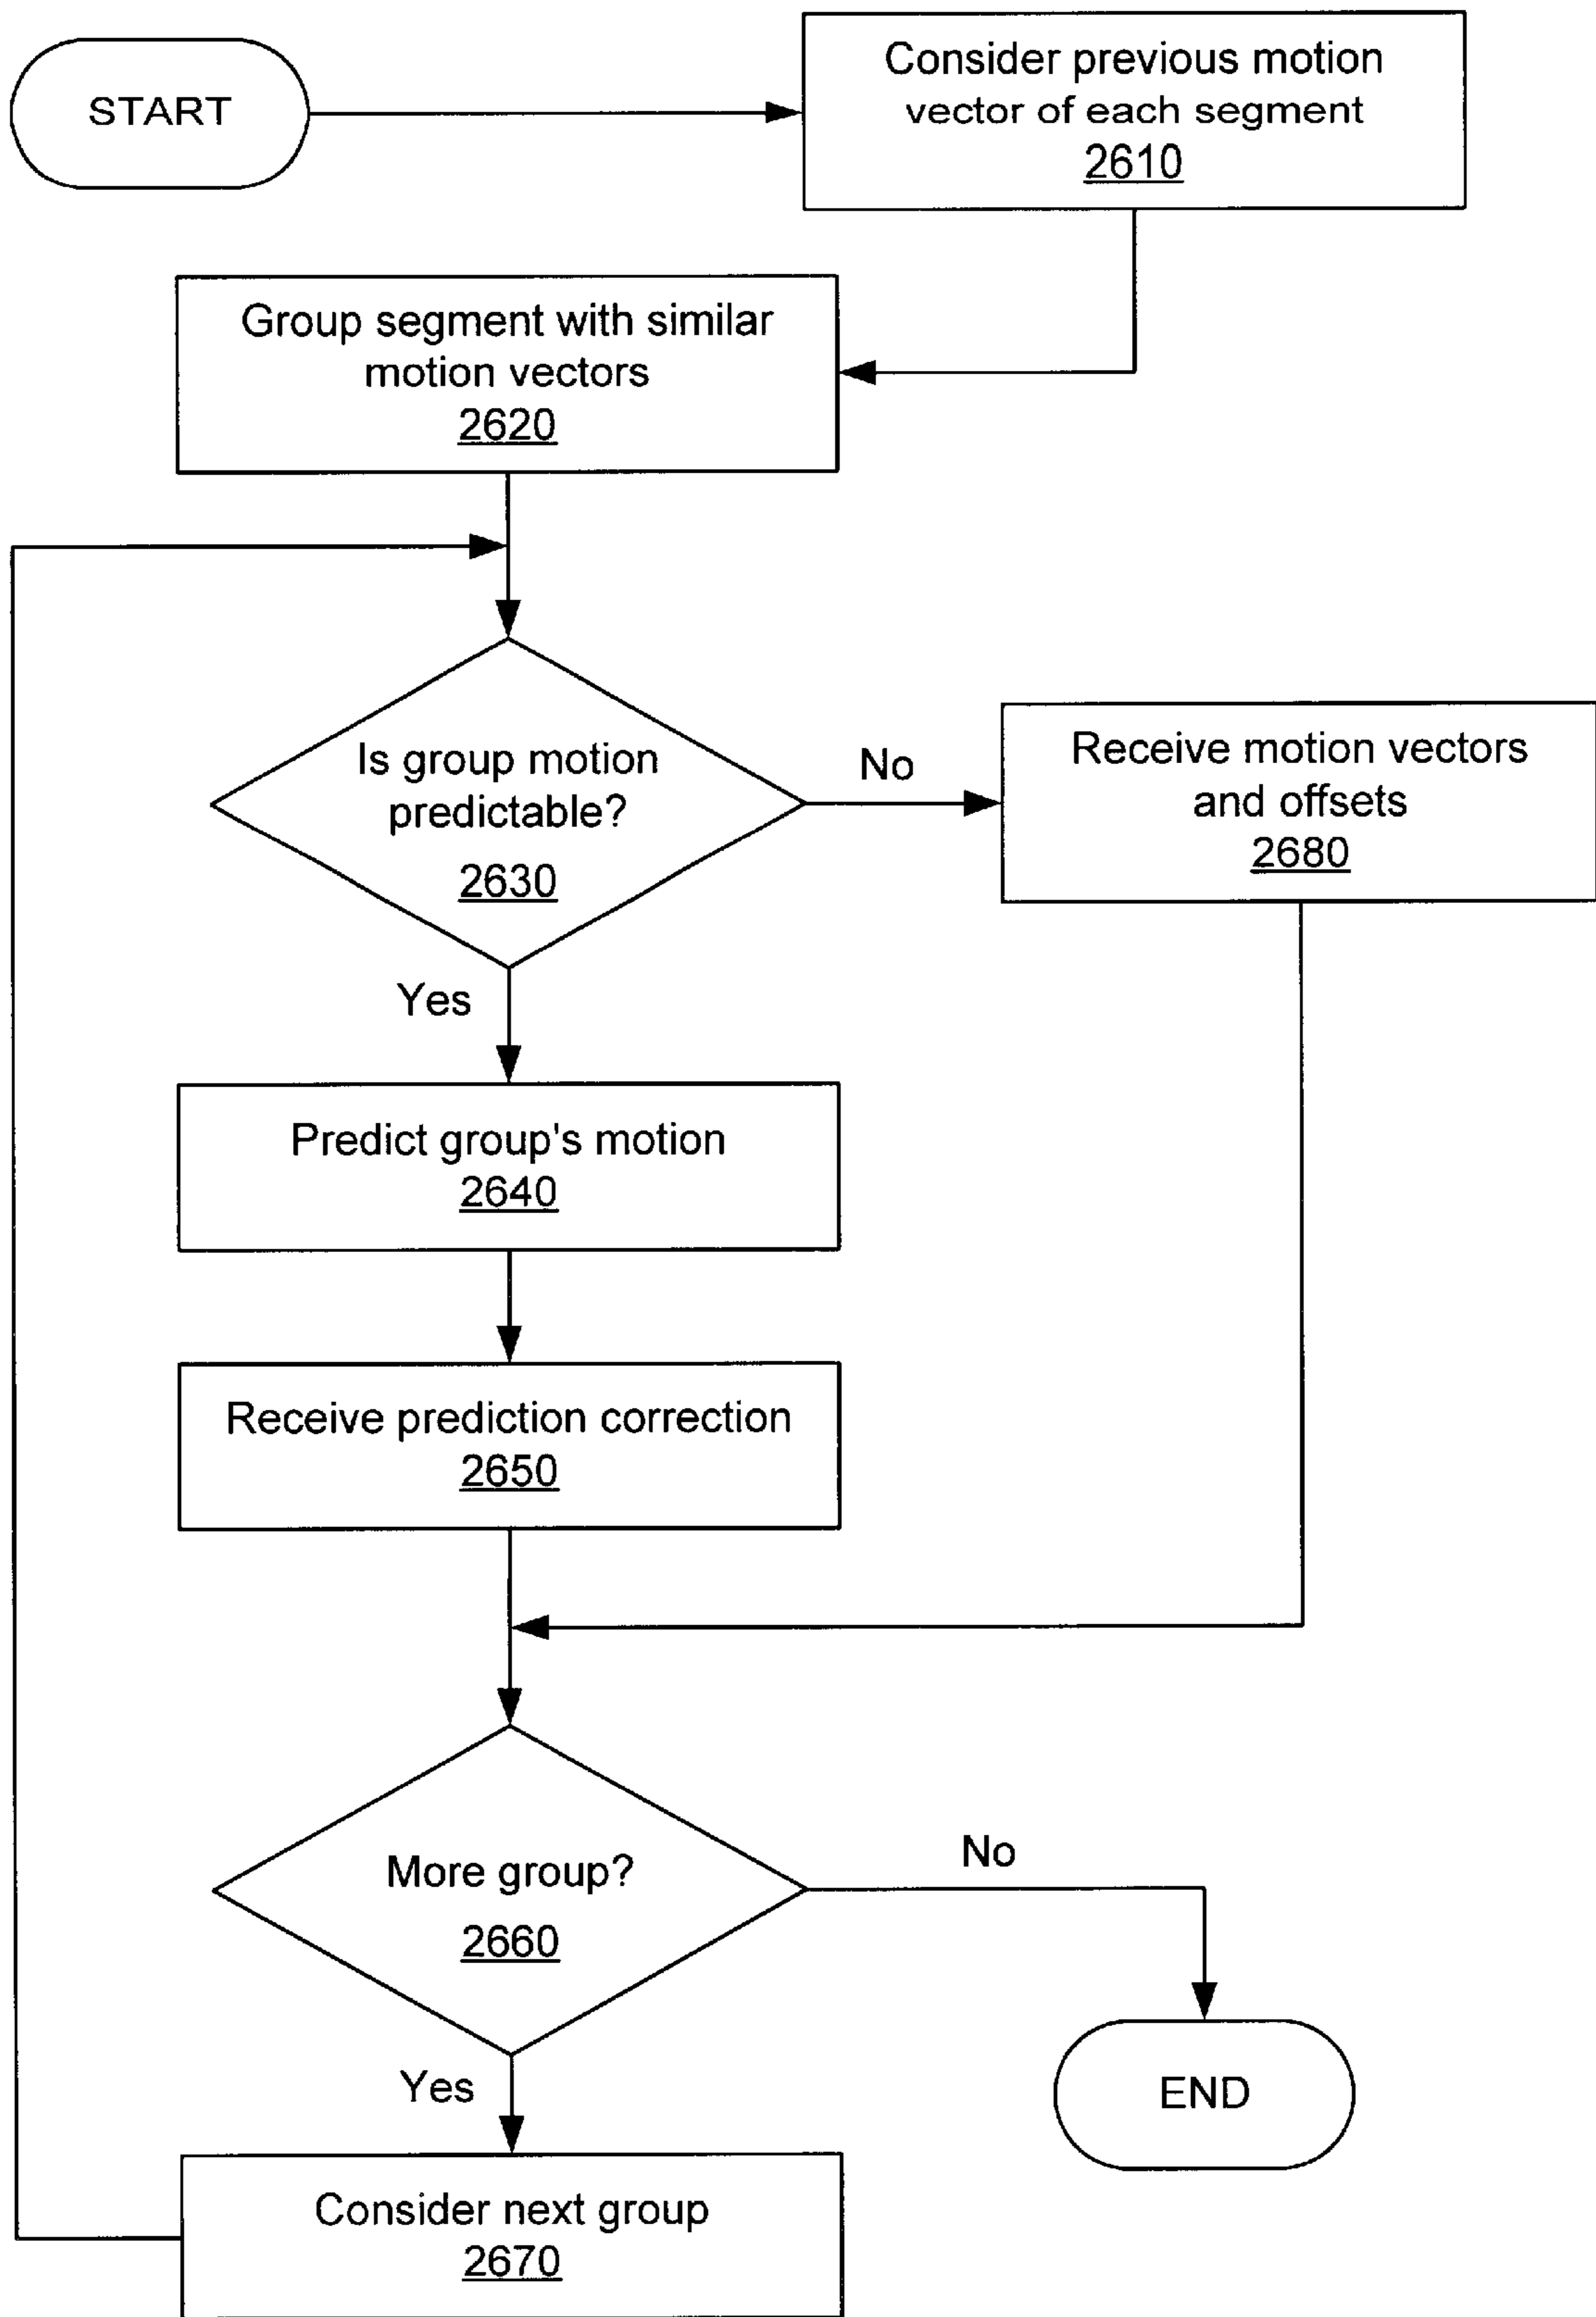 START
Consider previous motion
vector of each segment
2610
Group segment with similar
motion vectors
2620
Is group motion
predictable?
2630
No
Receive motion vectors
and offsets
2680
Yes
Predict group's motion
2640
Receive prediction correction
2650
More group?
2660
No
END
Yes
Consider next group
2670